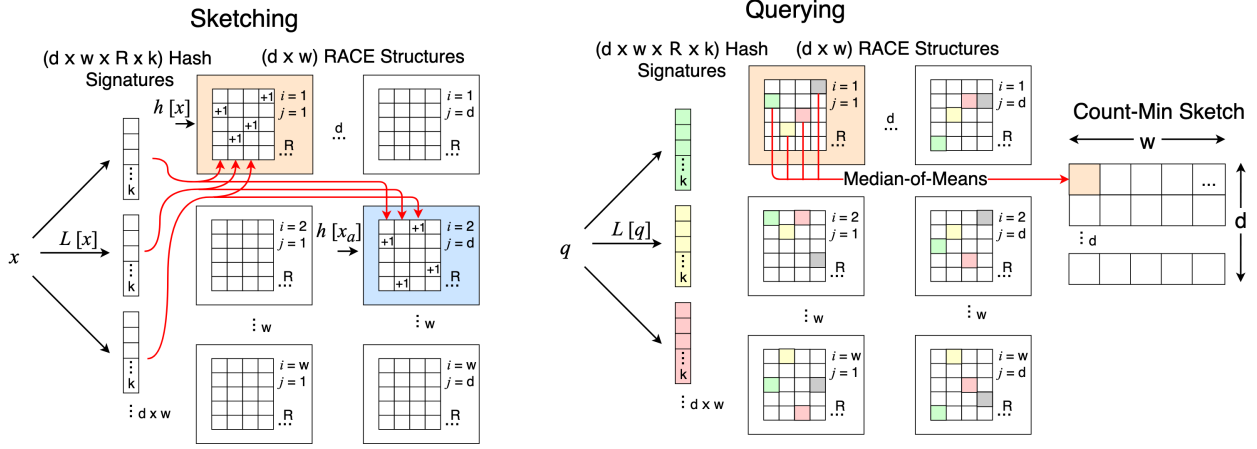 Sketching
(d x w x R x k) Hash
Signatures
(d x w) RACE Structures
h [x]
+1
+1
+1
+1
i = 1
j = 1
R
...
d
...
i = 1
j = d
R
...
⋮
k
x
L [x]
⋮
k
i = 2
j = 1
R
...
h [xₐ]
+1
+1
+1
+1
i = 2
j = d
R
...
⋮ w
⋮ w
⋮
k
⋮ d x w
i = w
j = 1
R
...
i = w
j = d
R
...
Querying
(d x w x R x k) Hash
Signatures
(d x w) RACE Structures
i = 1
j = 1
R
...
d
...
i = 1
j = d
R
...
⋮
k
Median-of-Means
q
L [q]
⋮
k
i = 2
j = 1
R
...
i = 2
j = d
R
...
⋮ w
⋮ w
⋮
k
⋮ d x w
i = w
j = 1
R
...
i = w
j = d
R
...
Count-Min Sketch
w
...
d
⋮ d